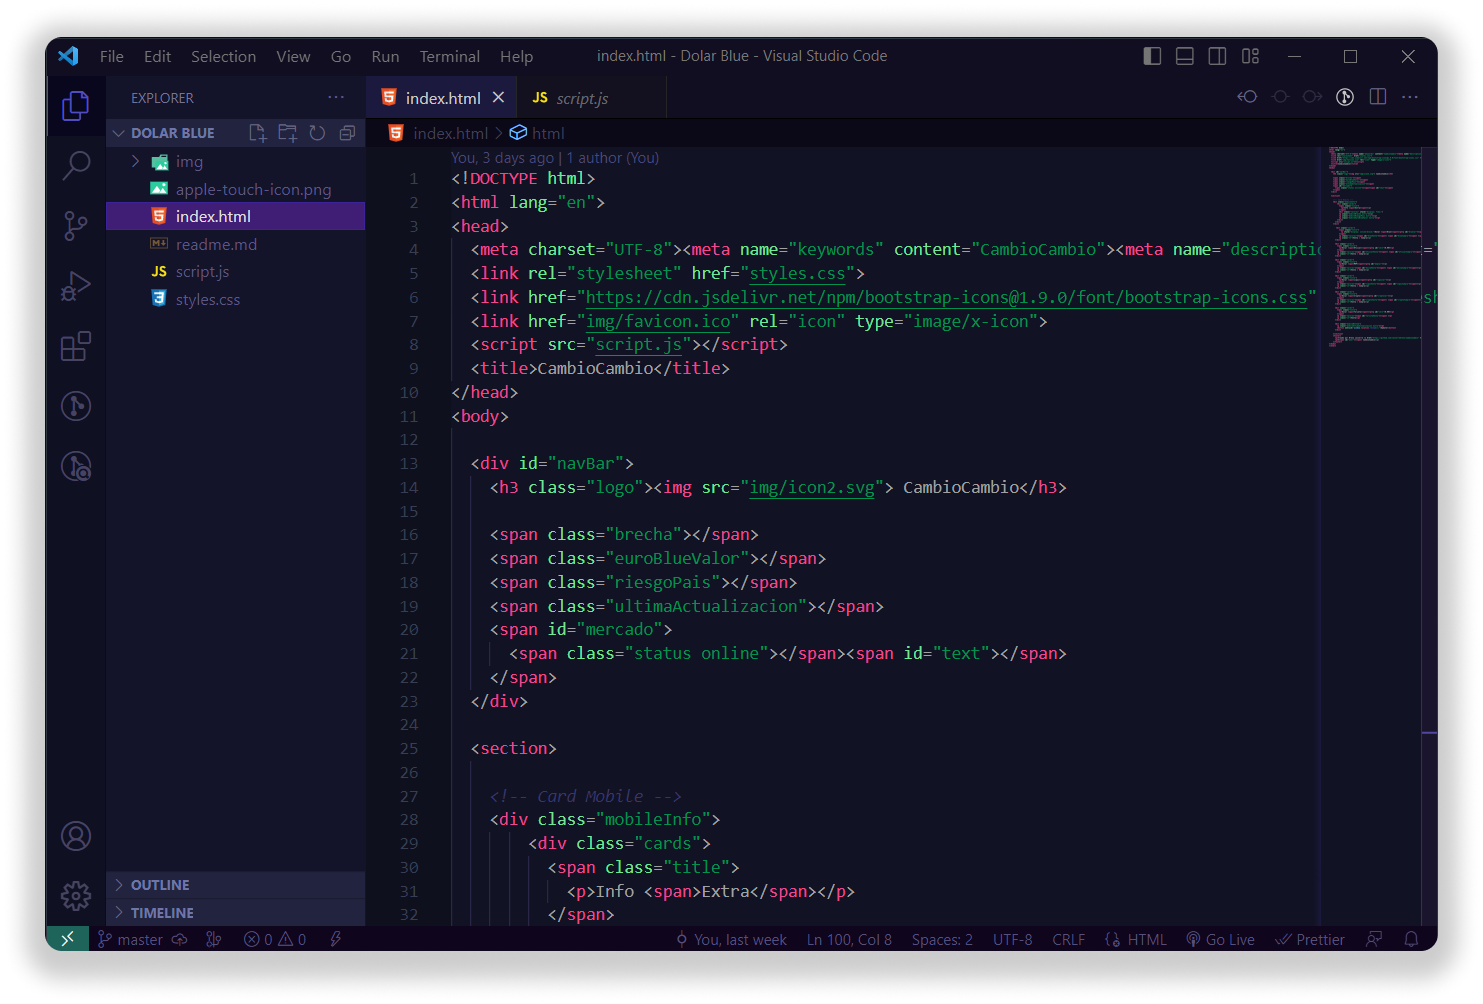 File Edit Selection View Go Run Terminal Help
index.html - Dolar Blue - Visual Studio Code
EXPLORER
DOLAR BLUE
img
apple-touch-icon.png
index.html
readme.md
JS script.js
styles.css
OUTLINE
TIMELINE
index.html
JS script.js
index.html > html
You, 3 days ago | 1 author (You)
1 <!DOCTYPE html>
2 <html lang="en">
3 <head>
4 <meta charset="UTF-8"><meta name="keywords" content="CambioCambio"><meta name="descriptio
5 <link rel="stylesheet" href="styles.css">
6 <link href="https://cdn.jsdelivr.net/npm/bootstrap-icons@1.9.0/font/bootstrap-icons.css"
7 <link href="img/favicon.ico" rel="icon" type="image/x-icon">
8 <script src="script.js"></script>
9 <title>CambioCambio</title>
10 </head>
11 <body>
12
13 <div id="navBar">
14 <h3 class="logo"><img src="img/icon2.svg"> CambioCambio</h3>
15
16 <span class="brecha"></span>
17 <span class="euroBlueValor"></span>
18 <span class="riesgoPais"></span>
19 <span class="ultimaActualizacion"></span>
20 <span id="mercado">
21 <span class="status online"></span><span id="text"></span>
22 </span>
23 </div>
24
25 <section>
26
27 <!-- Card Mobile -->
28 <div class="mobileInfo">
29 <div class="cards">
30 <span class="title">
31 <p>Info <span>Extra</span></p>
32 </span>
master 0 0 You, last week Ln 100, Col 8 Spaces: 2 UTF-8 CRLF HTML Go Live Prettier